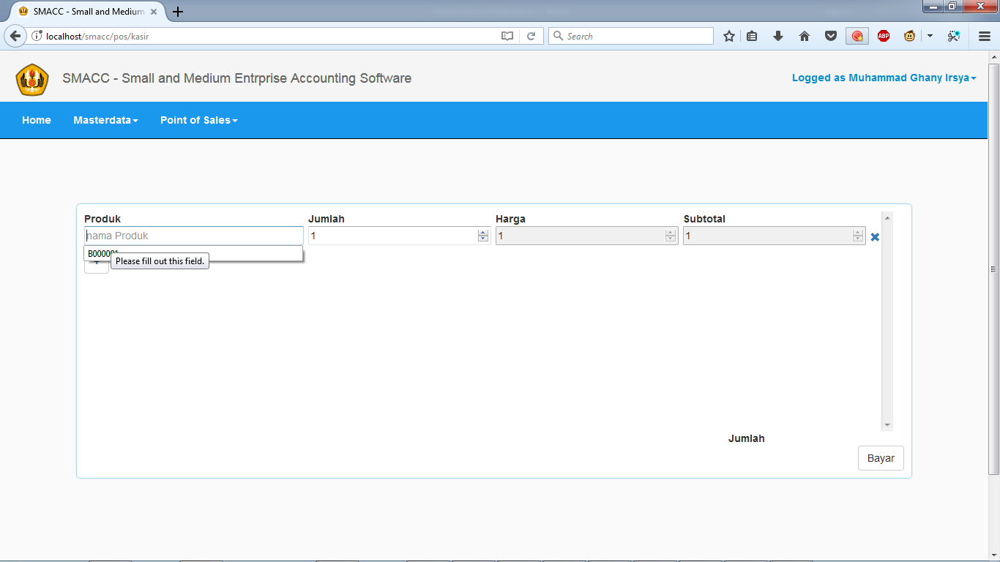 SMACC - Small and Medium
localhost/smacc/pos/kasir
Search
ABP
SMACC - Small and Medium Entrprise Accounting Software
Logged as Muhammad Ghany Irsya
Home Masterdata Point of Sales
Produk Jumlah Harga Subtotal
nama Produk 1 1 1
B000001
Please fill out this field.
Jumlah
Bayar